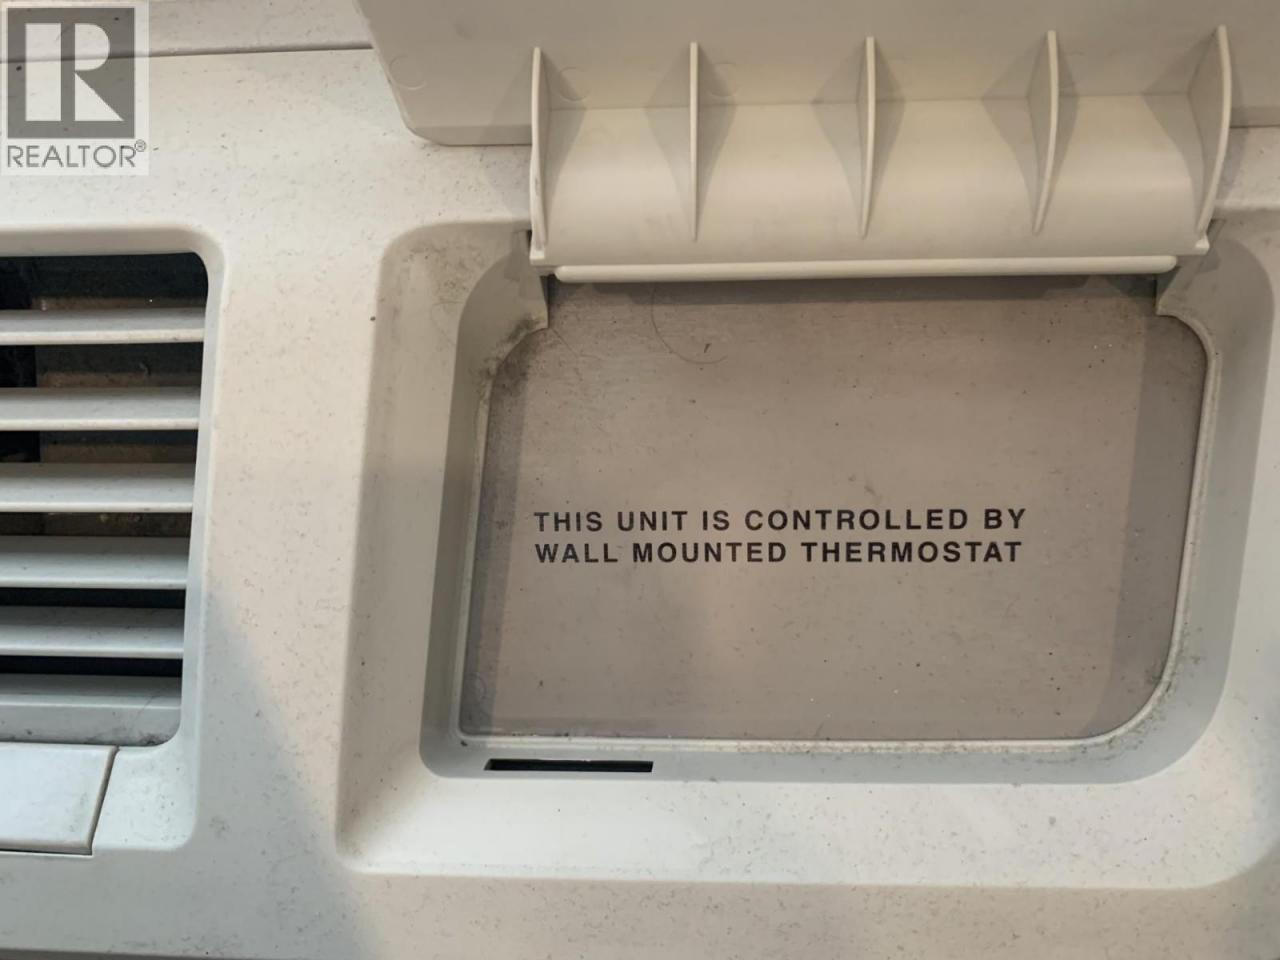 REALTOR®
THIS UNIT IS CONTROLLED BY
WALL MOUNTED THERMOSTAT